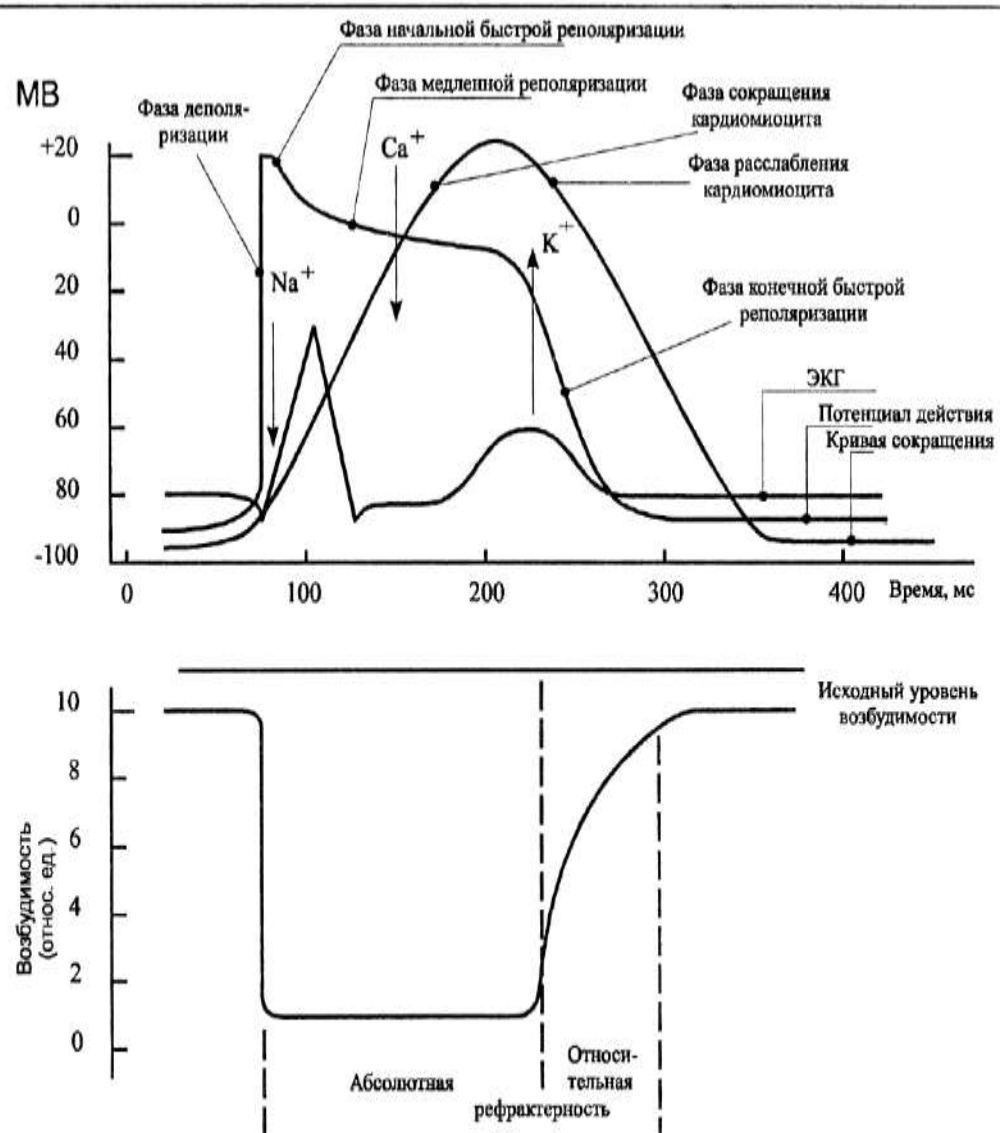 Фаза начальной быстрой реполяризации
МВ
Фаза медленной реполяризации
Фаза деполя-
ризации
Фаза сокращения
кардиомиоцита
Фаза расслабления
кардиомиоцита
+20
0
20
40
60
80
-100
Na+
Ca+
K+
Фаза конечной быстрой
реполяризации
ЭКГ
Потенциал действия
Кривая сокращения
0
100
200
300
400
Время, мс
Исходный уровень
возбудимости
Возбудимость
(относ. ед.)
10
8
6
4
2
0
Абсолютная
Относи-
тельная
рефрактерность